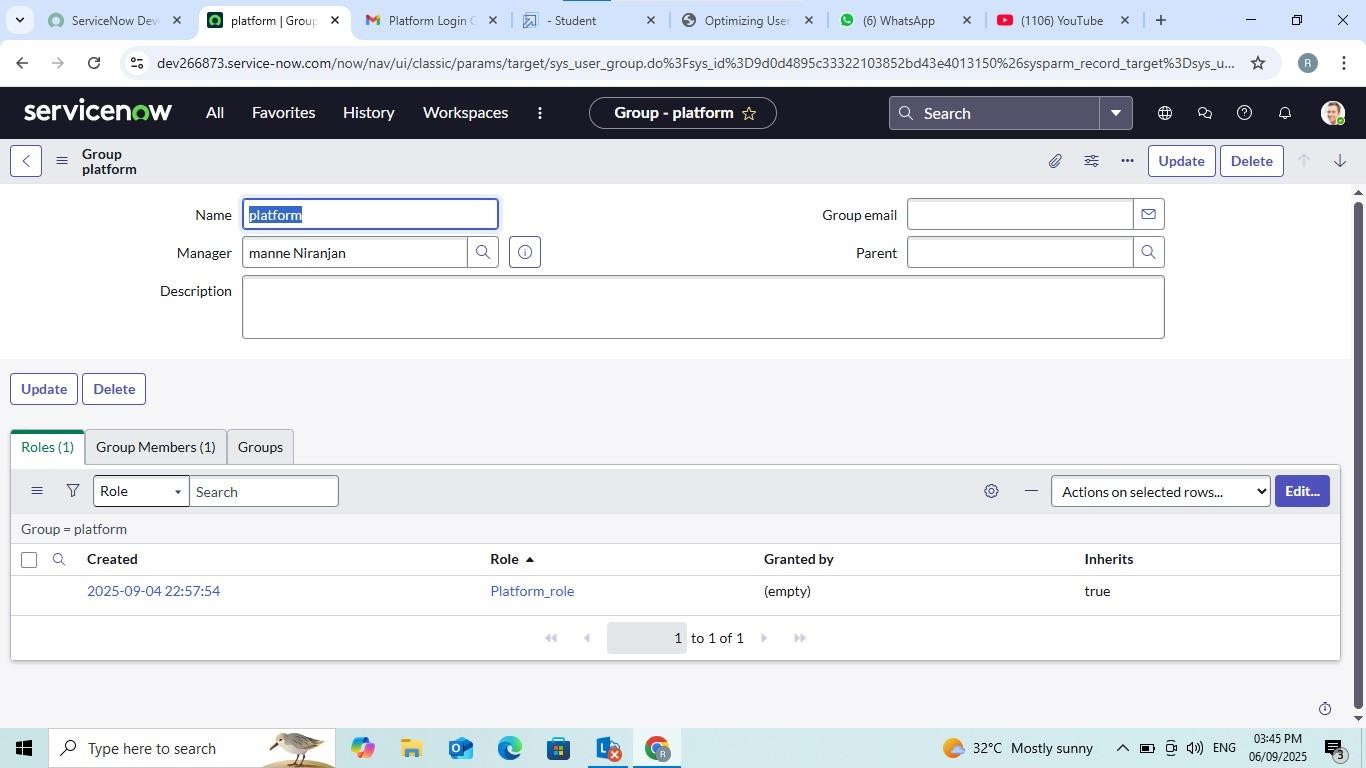 ServiceNow Dev
platform | Group
Platform Login C
- Student
Optimizing User
(6) WhatsApp
(1106) YouTube
dev266873.service-now.com/now/nav/ui/classic/params/target/sys_user_group.do%3Fsys_id%3D9d0d4895c33322103852bd43e4013150%26sysparm_record_target%3Dsys_u...
R
servicenow
All
Favorites
History
Workspaces
Group - platform
Search
Group
platform
Update
Delete
Name
platform
Group email
Manager
manne Niranjan
Parent
Description
Update
Delete
Roles (1)
Group Members (1)
Groups
Role
Search
Actions on selected rows...
Edit...
Group = platform
Created
Role
Granted by
Inherits
2025-09-04 22:57:54
Platform_role
(empty)
true
1 to 1 of 1
Type here to search
R
32°C Mostly sunny
ENG
03:45 PM
06/09/2025
3